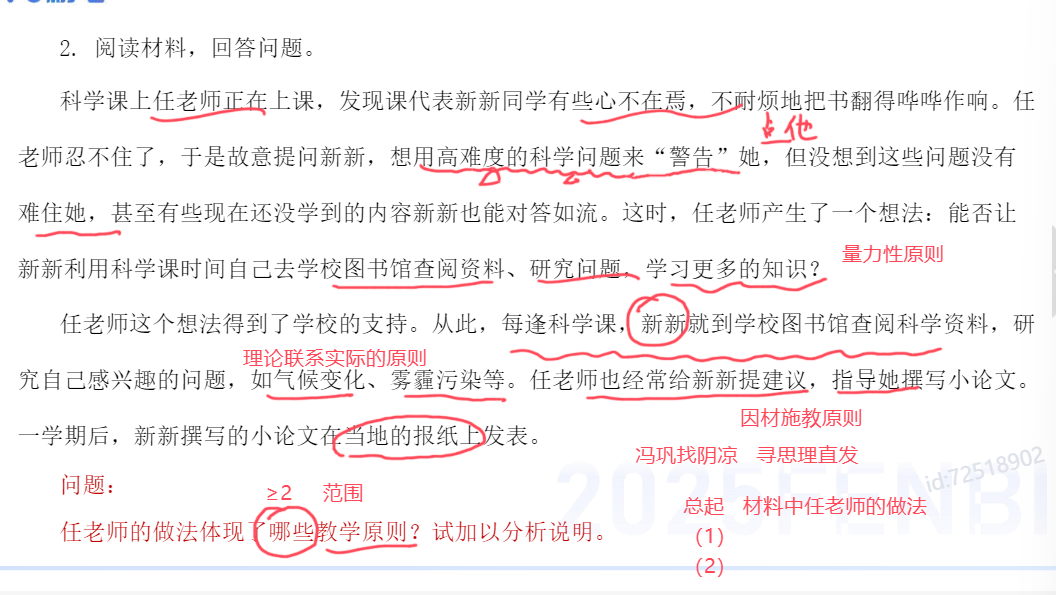 2. 阅读材料，回答问题。
科学课上任老师正在上课，发现课代表新新同学有些心不在焉，不耐烦地把书翻得哗哗作响。任
点他
老师忍不住了，于是故意提问新新，想用高难度的科学问题来“警告”她，但没想到这些问题没有
难住她，甚至有些现在还没学到的内容新新也能对答如流。这时，任老师产生了一个想法：能否让
量力性原则
新新利用科学课时间自己去学校图书馆查阅资料、研究问题，学习更多的知识？
任老师这个想法得到了学校的支持。从此，每逢科学课，新新就到学校图书馆查阅科学资料，研
理论联系实际的原则
究自己感兴趣的问题，如气候变化、雾霾污染等。任老师也经常给新新提建议，指导她撰写小论文。
因材施教原则
一学期后，新新撰写的小论文在当地的报纸上发表。
冯巩找阴凉 寻思理直发
id:72518902
问题：
≥2 范围
总起 材料中任老师的做法
2025FENBI
任老师的做法体现了哪些教学原则？试加以分析说明。
（1）
（2）